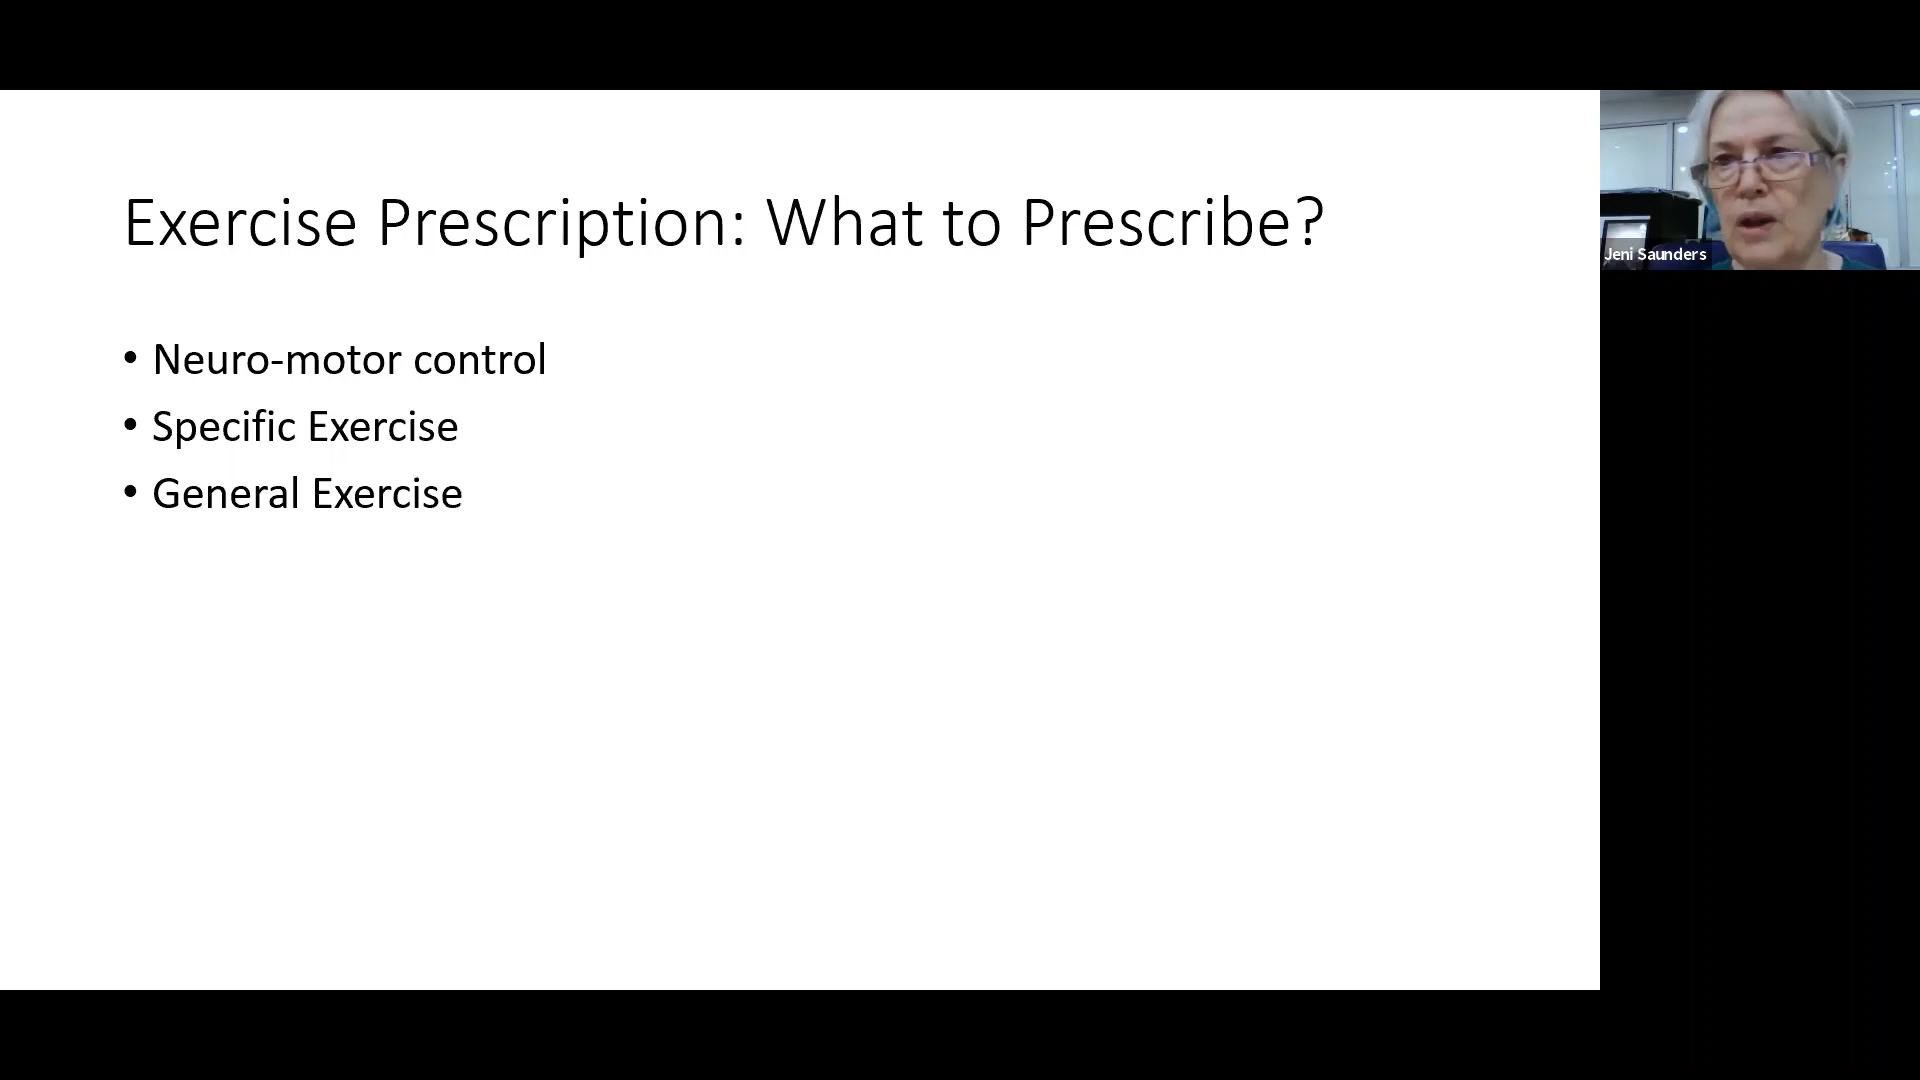 Exercise Prescription: What to Prescribe?
• Neuro-motor control
• Specific Exercise
• General Exercise
Jeni Saunders